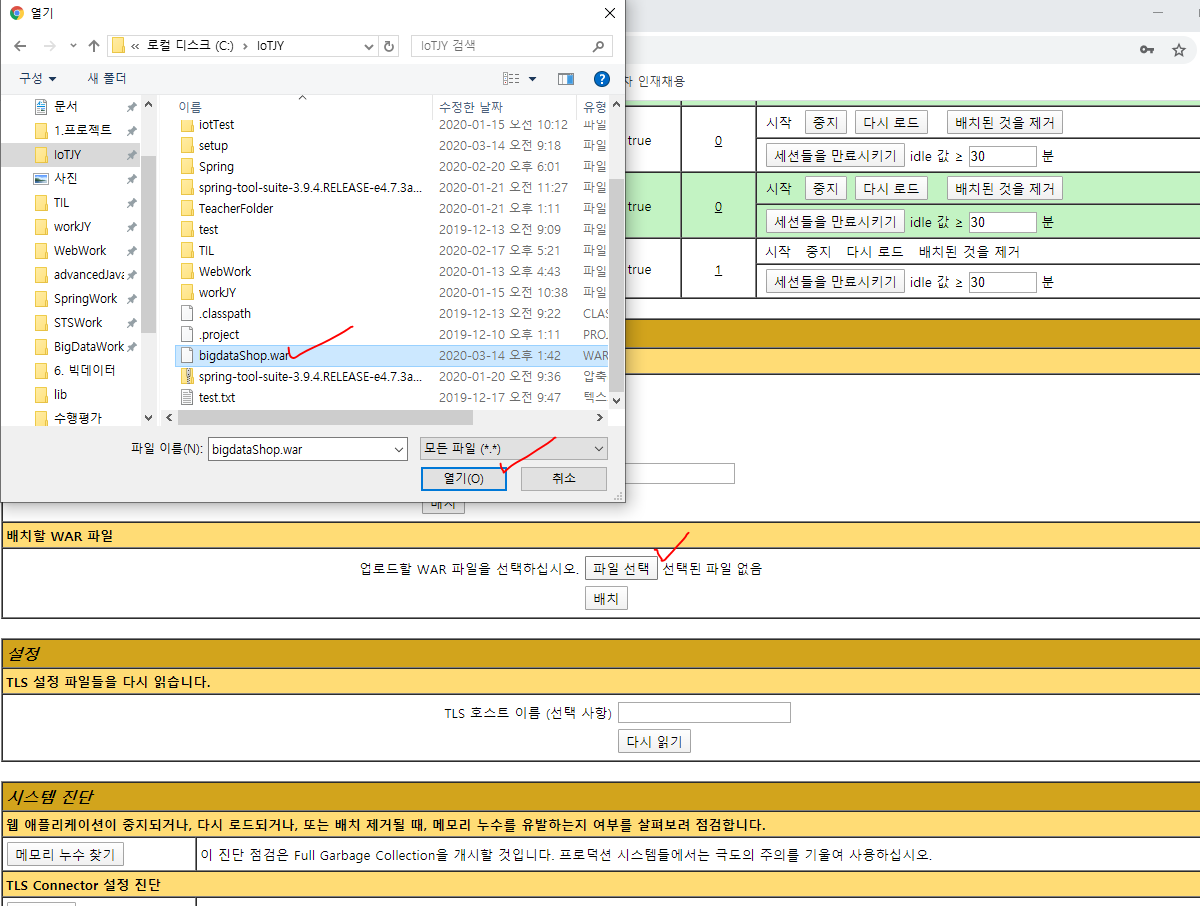 열기
« 로컬 디스크 (C:) › IoTJY
IoTJY 검색
구성
새 폴더
문서
1.프로젝트
IoTJY
사진
TIL
workJY
WebWork
advancedJava
SpringWork
STSWork
BigDataWork
6. 빅데이터
lib
수행평가
이름 수정한 날짜 유형
iotTest 2020-01-15 오전 10:12 파일
setup 2020-03-14 오전 9:18 파일
Spring 2020-02-20 오후 6:01 파일
spring-tool-suite-3.9.4.RELEASE-e4.7.3a... 2020-01-21 오전 11:27 파일
TeacherFolder 2020-01-21 오후 1:11 파일
test 2019-12-13 오전 9:09 파일
TIL 2020-02-17 오후 5:21 파일
WebWork 2020-01-13 오후 4:43 파일
workJY 2020-01-15 오전 10:38 파일
.classpath 2019-12-13 오전 9:22 CLAS
.project 2019-12-10 오후 1:11 PRO.
bigdataShop.war 2020-03-14 오후 1:42 WAR
spring-tool-suite-3.9.4.RELEASE-e4.7.3a... 2020-01-20 오전 9:36 압축
test.txt 2019-12-17 오전 9:47 텍스
파일 이름(N): bigdataShop.war 모든 파일 (*.*)
열기(O) 취소
자 인재채용
true 0 시작 중지 다시 로드 배치된 것을 제거
세션들을 만료시키기 idle 값 ≥ 30 분
true 0 시작 중지 다시 로드 배치된 것을 제거
세션들을 만료시키기 idle 값 ≥ 30 분
true 1 시작 중지 다시 로드 배치된 것을 제거
세션들을 만료시키기 idle 값 ≥ 30 분
배치
배치할 WAR 파일
업로드할 WAR 파일을 선택하십시오. 파일 선택 선택된 파일 없음
배치
설정
TLS 설정 파일들을 다시 읽습니다.
TLS 호스트 이름 (선택 사항)
다시 읽기
시스템 진단
웹 애플리케이션이 중지되거나, 다시 로드되거나, 또는 배치 제거될 때, 메모리 누수를 유발하는지 여부를 살펴보려 점검합니다.
메모리 누수 찾기 이 진단 점검은 Full Garbage Collection을 개시할 것입니다. 프로덕션 시스템들에서는 극도의 주의를 기울여 사용하십시오.
TLS Connector 설정 진단